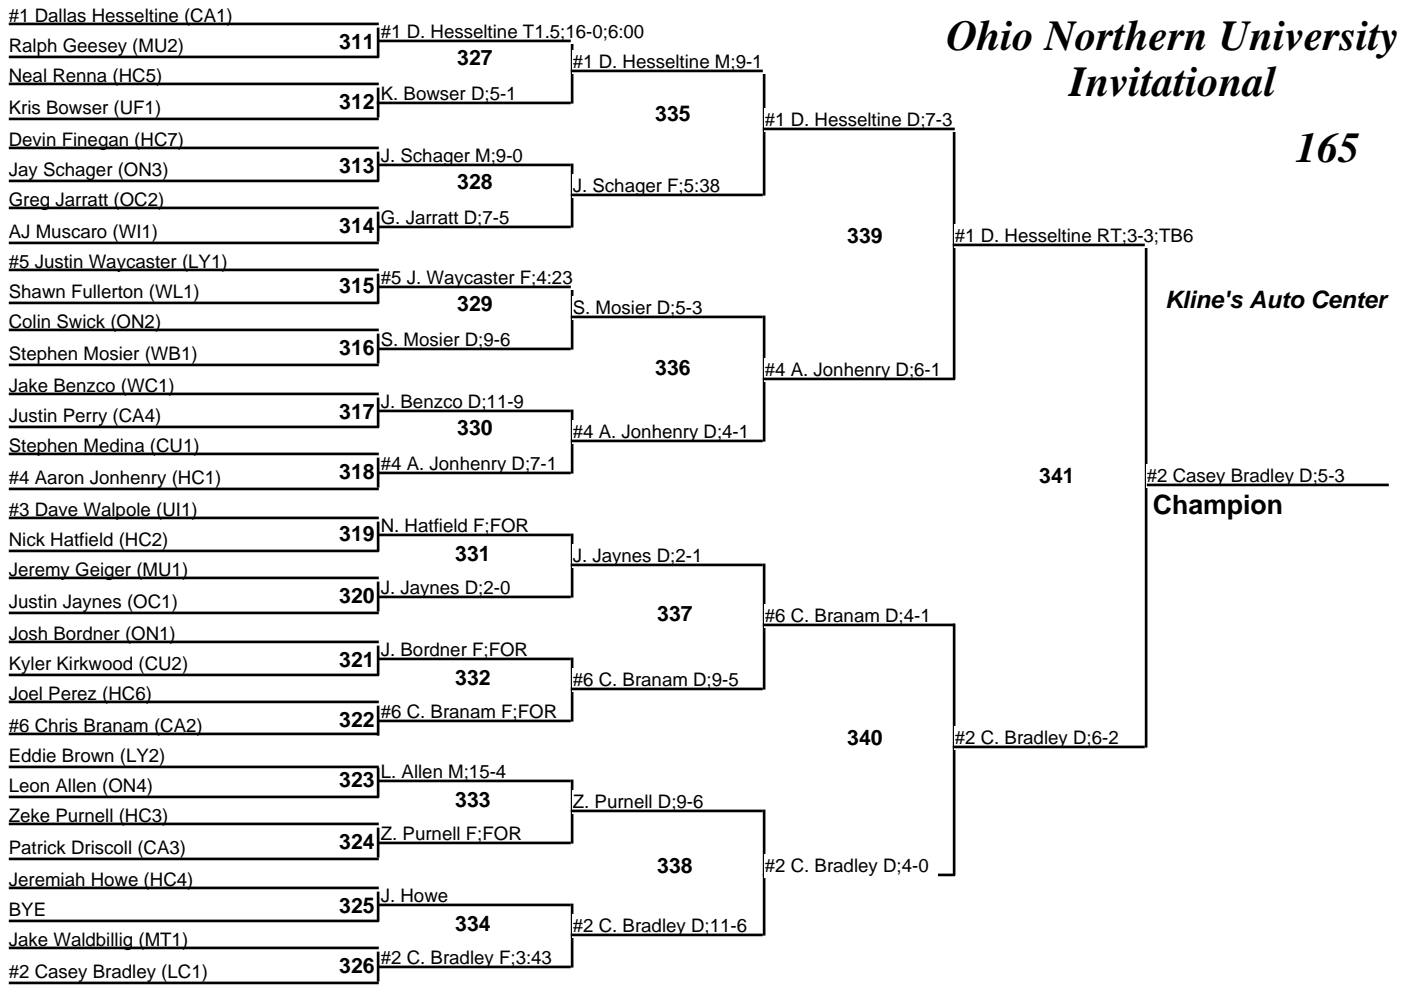 Ohio Northern University
Invitational
165
Kline's Auto Center
#1 Dallas Hesseltine (CA1)
Ralph Geesey (MU2)
Neal Renna (HC5)
Kris Bowser (UF1)
Devin Finegan (HC7)
Jay Schager (ON3)
Greg Jarratt (OC2)
AJ Muscaro (WI1)
#5 Justin Waycaster (LY1)
Shawn Fullerton (WL1)
Colin Swick (ON2)
Stephen Mosier (WB1)
Jake Benzco (WC1)
Justin Perry (CA4)
Stephen Medina (CU1)
#4 Aaron Jonhenry (HC1)
#3 Dave Walpole (UI1)
Nick Hatfield (HC2)
Jeremy Geiger (MU1)
Justin Jaynes (OC1)
Josh Bordner (ON1)
Kyler Kirkwood (CU2)
Joel Perez (HC6)
#6 Chris Branam (CA2)
Eddie Brown (LY2)
Leon Allen (ON4)
Zeke Purnell (HC3)
Patrick Driscoll (CA3)
Jeremiah Howe (HC4)
BYE
Jake Waldbillig (MT1)
#2 Casey Bradley (LC1)
311
312
313
314
315
316
317
318
319
320
321
322
323
324
325
326
#1 D. Hesseltine T1.5;16-0;6:00
K. Bowser D;5-1
J. Schager M;9-0
G. Jarratt D;7-5
#5 J. Waycaster F;4:23
S. Mosier D;9-6
J. Benzco D;11-9
#4 A. Jonhenry D;7-1
N. Hatfield F;FOR
J. Jaynes D;2-0
J. Bordner F;FOR
#6 C. Branam F;FOR
L. Allen M;15-4
Z. Purnell F;FOR
J. Howe
#2 C. Bradley F;3:43
327
328
329
330
331
332
333
334
#1 D. Hesseltine M;9-1
J. Schager F;5:38
S. Mosier D;5-3
#4 A. Jonhenry D;4-1
J. Jaynes D;2-1
#6 C. Branam D;9-5
Z. Purnell D;9-6
#2 C. Bradley D;11-6
335
336
337
338
#1 D. Hesseltine D;7-3
#4 A. Jonhenry D;6-1
#6 C. Branam D;4-1
#2 C. Bradley D;4-0
339
340
#1 D. Hesseltine RT;3-3;TB6
#2 C. Bradley D;6-2
341
#2 Casey Bradley D;5-3
Champion